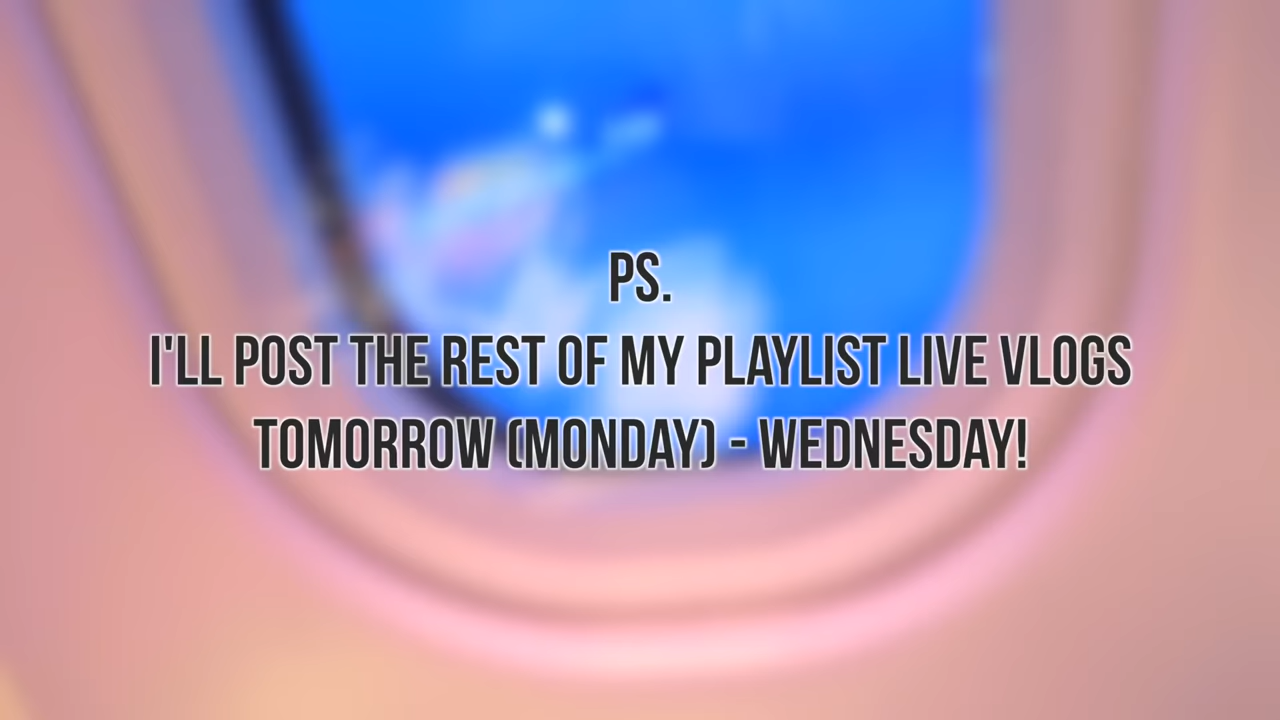 PS.
I'LL POST THE REST OF MY PLAYLIST LIVE VLOGS
TOMORROW (MONDAY) - WEDNESDAY!